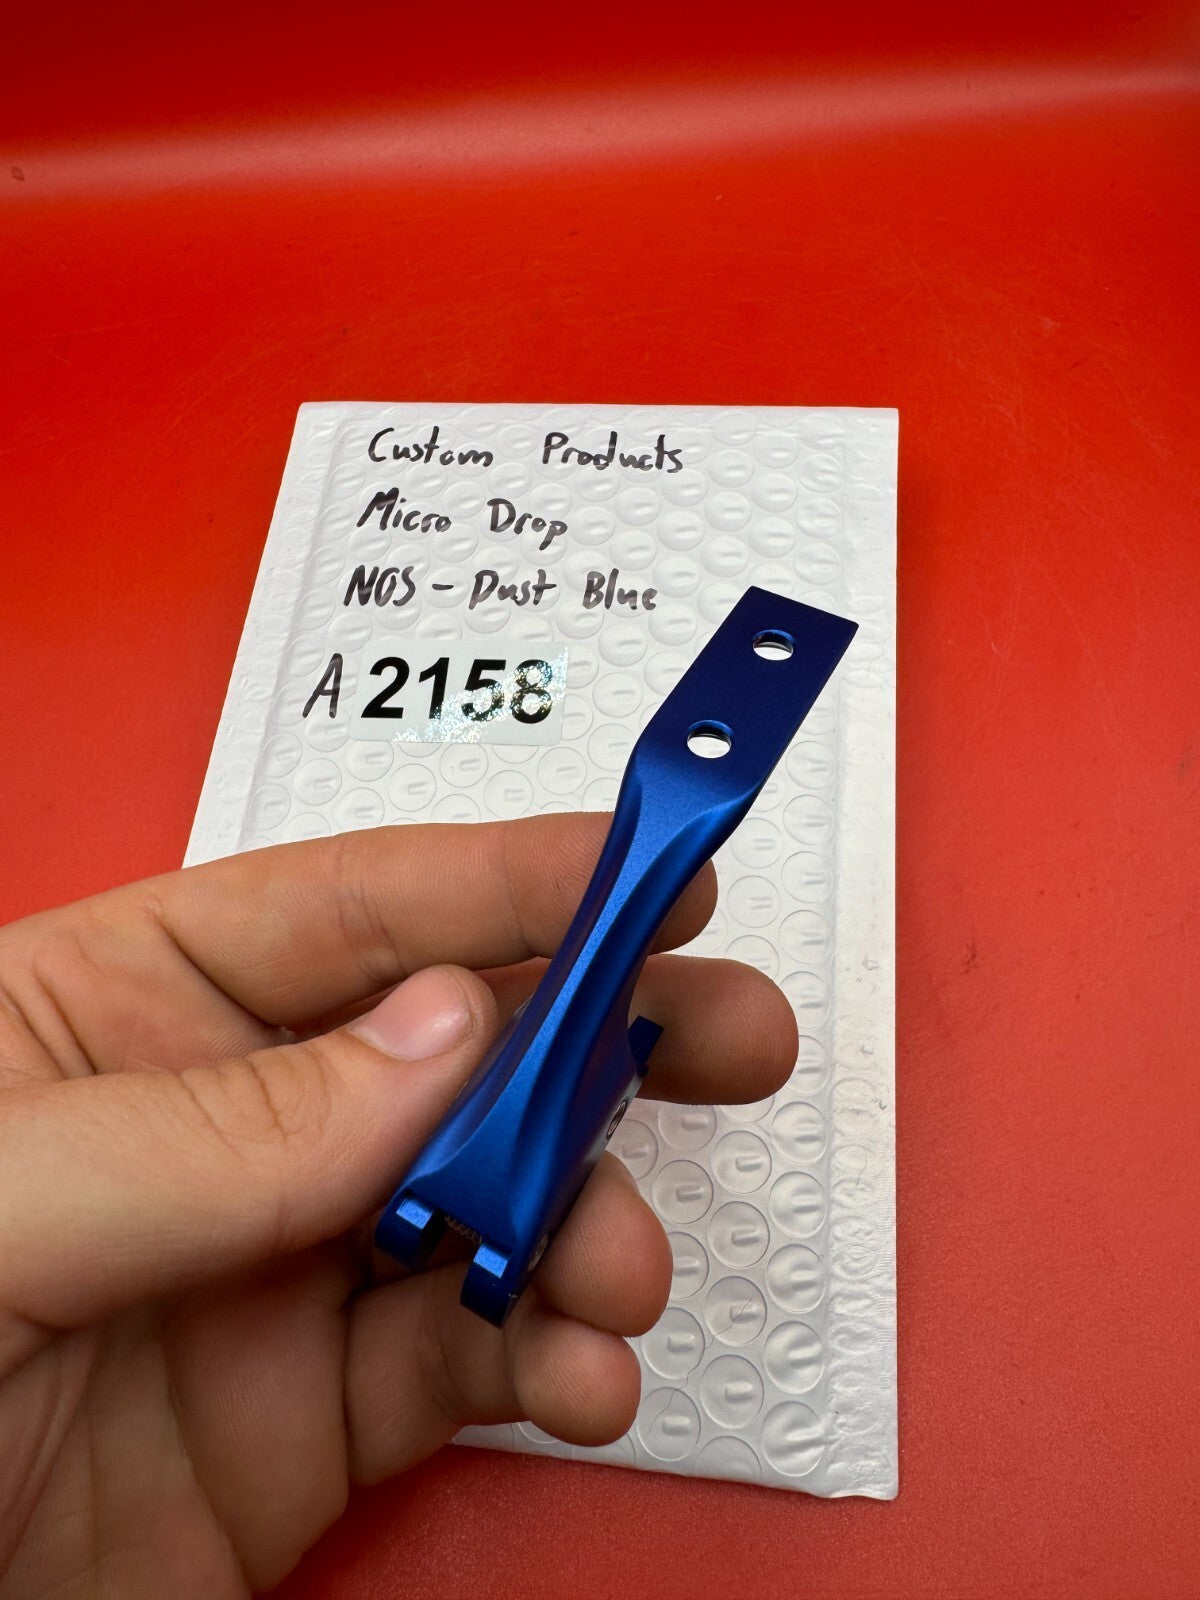 Custom Products
Micro Drop
NOS - Dust Blue
A 2158